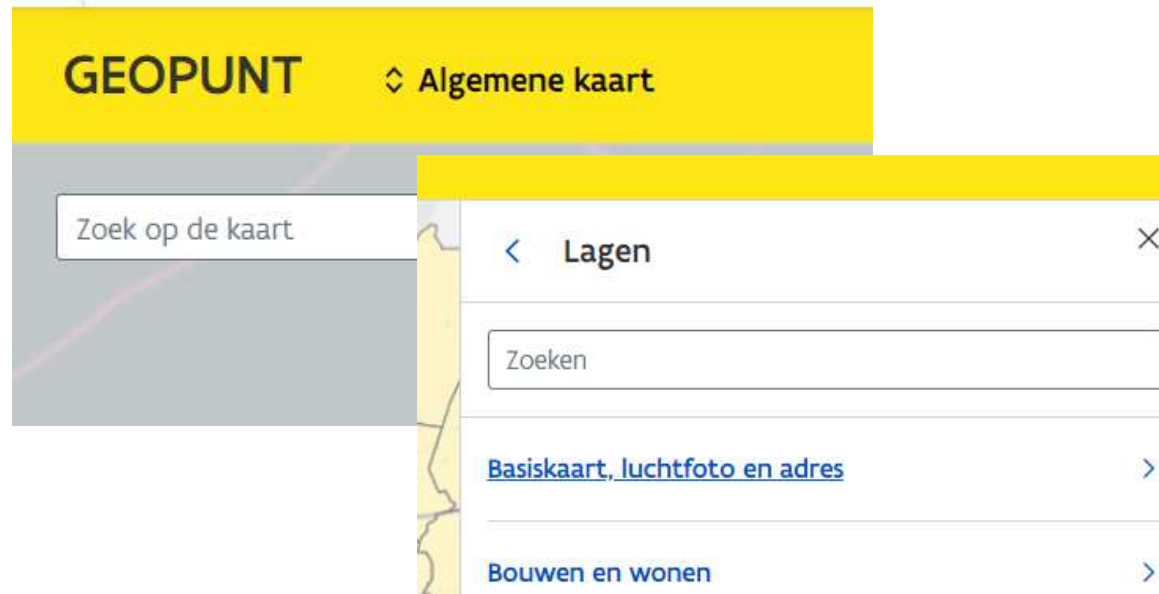 GEOPUNT
Algemene kaart
Zoek op de kaart
Lagen
Zoeken
Basiskaart, luchtfoto en adres
Bouwen en wonen